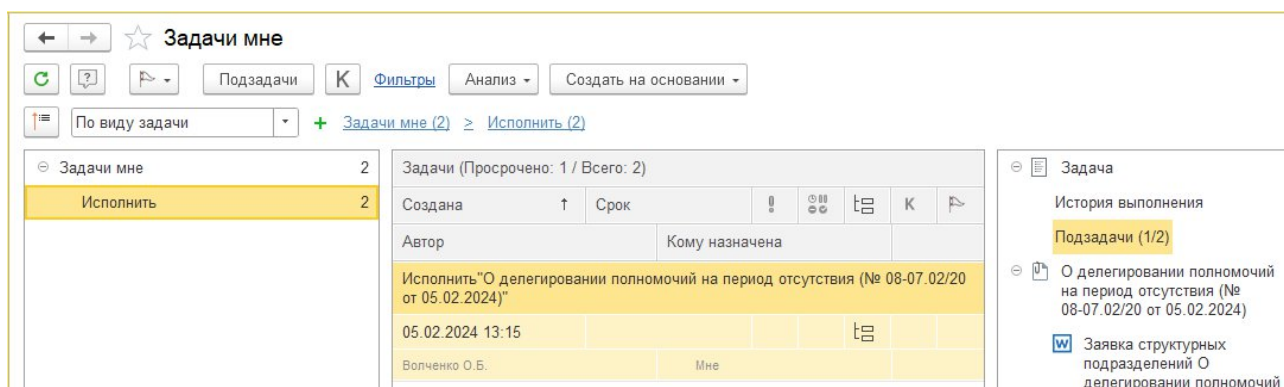 Задачи мне
Подзадачи К Фильтры Анализ Создать на основании
По виду задачи + Задачи мне (2) > Исполнить (2)
Задачи мне 2
Исполнить 2
Задачи (Просрочено: 1 / Всего: 2)
Создана ↑ Срок К
Автор Кому назначена
Исполнить"О делегировании полномочий на период отсутствия (№ 08-07.02/20
от 05.02.2024)"
05.02.2024 13:15
Волченко О.Б. Мне
Задача
История выполнения
Подзадачи (1/2)
О делегировании полномочий
на период отсутствия (№
08-07.02/20 от 05.02.2024)
W Заявка структурных
подразделений О
делегировании полномочий